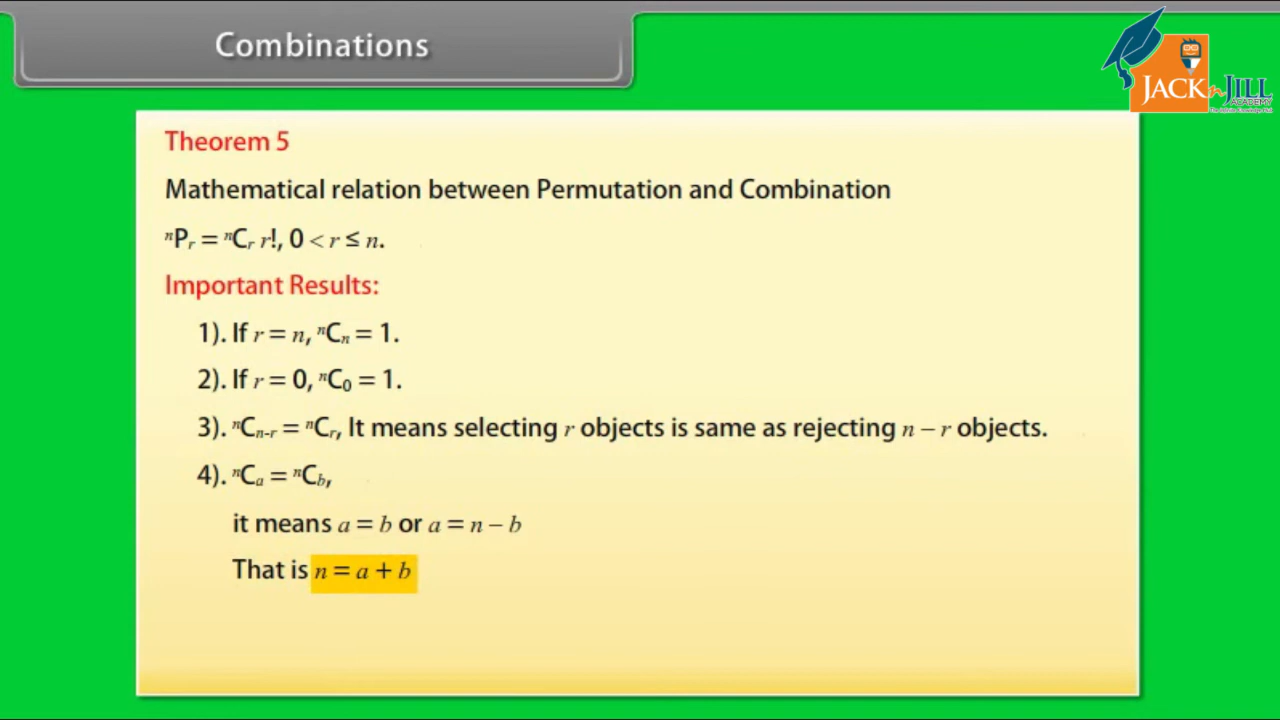 Combinations
JACK n JILL
ACADEMY
Theorem 5
Mathematical relation between Permutation and Combination
ⁿPᵣ = ⁿCᵣ r!, 0 < r ≤ n.
Important Results:
1). If r = n, ⁿCₙ = 1.
2). If r = 0, ⁿC₀ = 1.
3). ⁿCₙ₋ᵣ = ⁿCᵣ, It means selecting r objects is same as rejecting n – r objects.
4). ⁿCₐ = ⁿC_b,
it means a = b or a = n – b
That is n = a + b